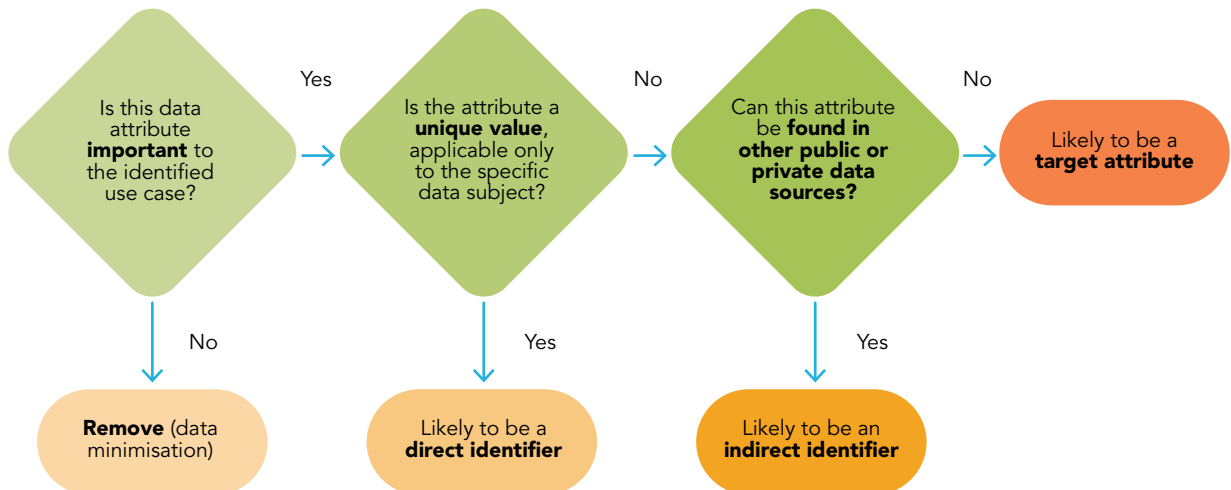 Is this data
attribute
important to
the identified
use case?
Yes
Is the attribute a
unique value,
applicable only
to the specific
data subject?
No
Can this attribute
be found in
other public or
private data
sources?
No
Likely to be a
target attribute
No
Yes
Yes
Remove (data
minimisation)
Likely to be a
direct identifier
Likely to be an
indirect identifier